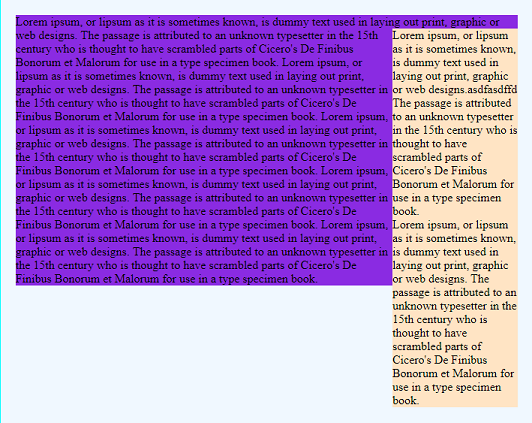 Lorem ipsum, or lipsum as it is sometimes known, is dummy text used in laying out print, graphic or
web designs. The passage is attributed to an unknown typesetter in the 15th
century who is thought to have scrambled parts of Cicero's De Finibus
Bonorum et Malorum for use in a type specimen book. Lorem ipsum, or
lipsum as it is sometimes known, is dummy text used in laying out print,
graphic or web designs. The passage is attributed to an unknown typesetter in
the 15th century who is thought to have scrambled parts of Cicero's De
Finibus Bonorum et Malorum for use in a type specimen book. Lorem ipsum,
or lipsum as it is sometimes known, is dummy text used in laying out print,
graphic or web designs. The passage is attributed to an unknown typesetter in
the 15th century who is thought to have scrambled parts of Cicero's De
Finibus Bonorum et Malorum for use in a type specimen book. Lorem ipsum,
or lipsum as it is sometimes known, is dummy text used in laying out print,
graphic or web designs. The passage is attributed to an unknown typesetter in
the 15th century who is thought to have scrambled parts of Cicero's De
Finibus Bonorum et Malorum for use in a type specimen book. Lorem ipsum,
or lipsum as it is sometimes known, is dummy text used in laying out print,
graphic or web designs. The passage is attributed to an unknown typesetter in
the 15th century who is thought to have scrambled parts of Cicero's De
Finibus Bonorum et Malorum for use in a type specimen book.
Lorem ipsum, or lipsum
as it is sometimes known,
is dummy text used in
laying out print, graphic
or web designs.asdfasdffd
The passage is attributed
to an unknown typesetter
in the 15th century who is
thought to have
scrambled parts of
Cicero's De Finibus
Bonorum et Malorum for
use in a type specimen
book.
Lorem ipsum, or lipsum
as it is sometimes known,
is dummy text used in
laying out print, graphic
or web designs. The
passage is attributed to an
unknown typesetter in the
15th century who is
thought to have
scrambled parts of
Cicero's De Finibus
Bonorum et Malorum for
use in a type specimen
book.